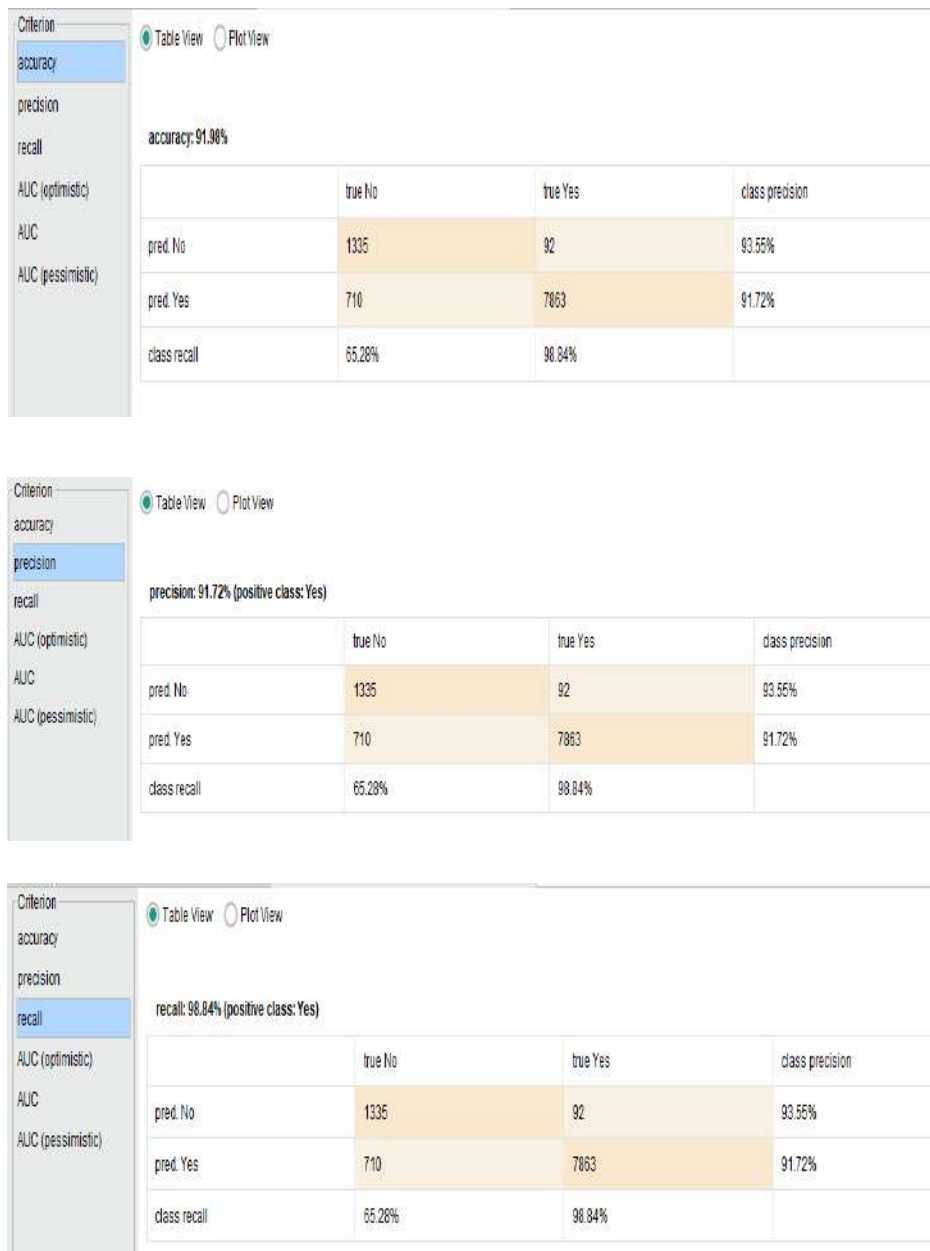 Criterion
Table View Plot View
accuracy
precision
recall
accuracy: 91.98%
AUC (optimistic)
true No true Yes class precision
AUC
pred. No 1335 92 93.55%
AUC (pessimistic)
pred. Yes 710 7863 91.72%
class recall 65.28% 98.84%
Criterion
Table View Plot View
accuracy
precision
recall
precision: 91.72% (positive class: Yes)
AUC (optimistic)
true No true Yes class precision
AUC
pred. No 1335 92 93.55%
AUC (pessimistic)
pred. Yes 710 7863 91.72%
class recall 65.28% 98.84%
Criterion
Table View Plot View
accuracy
precision
recall
recall: 98.84% (positive class: Yes)
AUC (optimistic)
true No true Yes class precision
AUC
pred. No 1335 92 93.55%
AUC (pessimistic)
pred. Yes 710 7863 91.72%
class recall 65.28% 98.84%